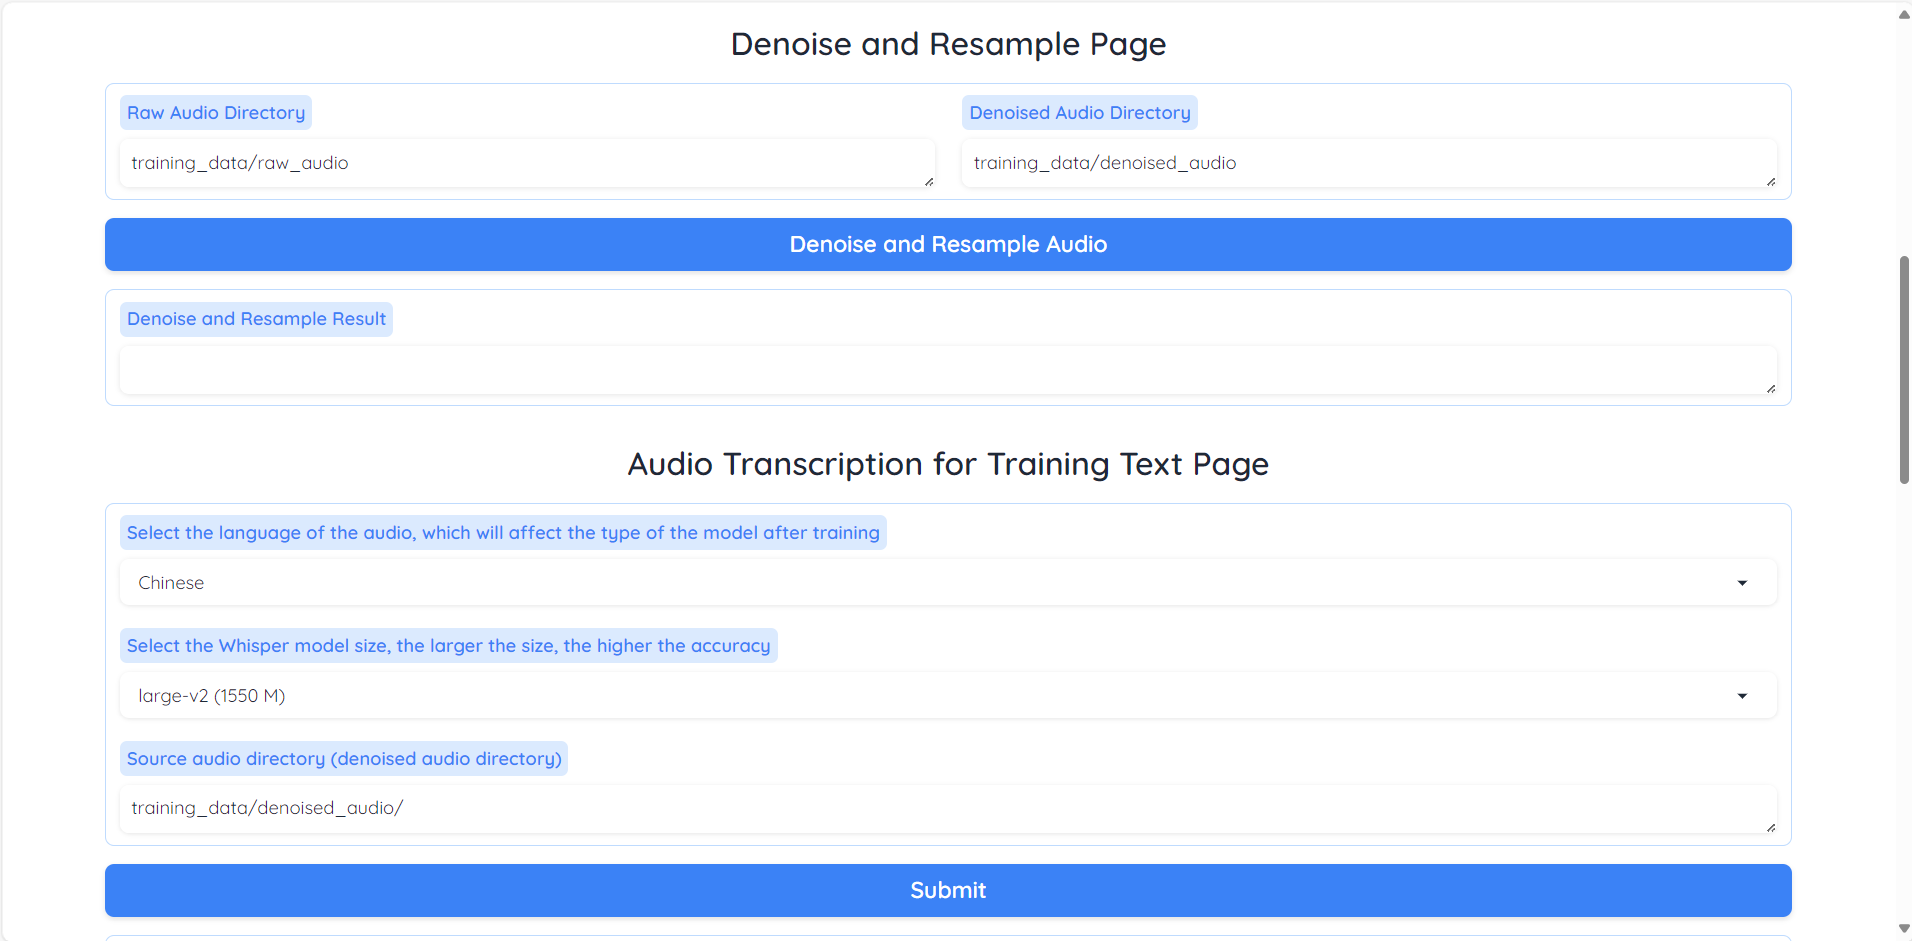 Denoise and Resample Page
Raw Audio Directory
training_data/raw_audio
Denoised Audio Directory
training_data/denoised_audio
Denoise and Resample Audio
Denoise and Resample Result
Audio Transcription for Training Text Page
Select the language of the audio, which will affect the type of the model after training
Chinese
Select the Whisper model size, the larger the size, the higher the accuracy
large-v2 (1550 M)
Source audio directory (denoised audio directory)
training_data/denoised_audio/
Submit